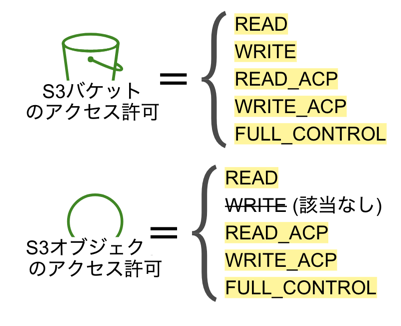 S3バケット
のアクセス許可
=
READ
WRITE
READ_ACP
WRITE_ACP
FULL_CONTROL
S3オブジェク
のアクセス許可
=
READ
WRITE (該当なし)
READ_ACP
WRITE_ACP
FULL_CONTROL